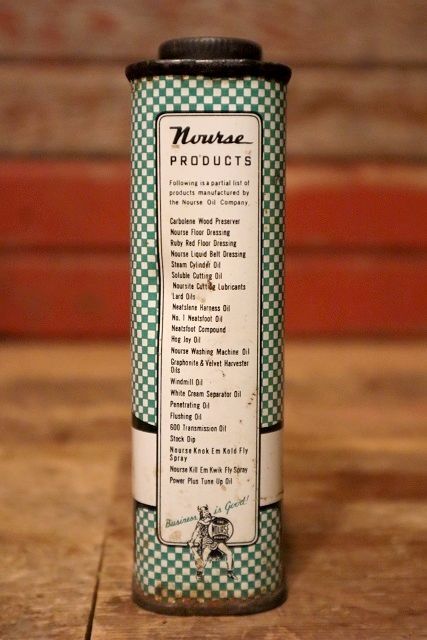 Nourse
PRODUCTS
Following is a partial list of
products manufactured by
the Nourse Oil Company.
Carbolene Wood Preserver
Nourse Floor Dressing
Ruby Red Floor Dressing
Nourse Liquid Belt Dressing
Steam Cylinder Oil
Soluble Cutting Oil
Noursite Cutting Lubricants
Lard Oils
Neatslene Harness Oil
No. 1 Neatsfoot Oil
Neatsfoot Compound
Hog Joy Oil
Nourse Washing Machine Oil
Graphonite & Velvet Harvester
Oils
Windmill Oil
White Cream Separator Oil
Penetrating Oil
Flushing Oil
600 Transmission Oil
Stock Dip
Nourse Knok Em Kold Fly
Spray
Nourse Kill Em Kwik Fly Spray
Power Plus Tune Up Oil
Business is Good!
NOURSE